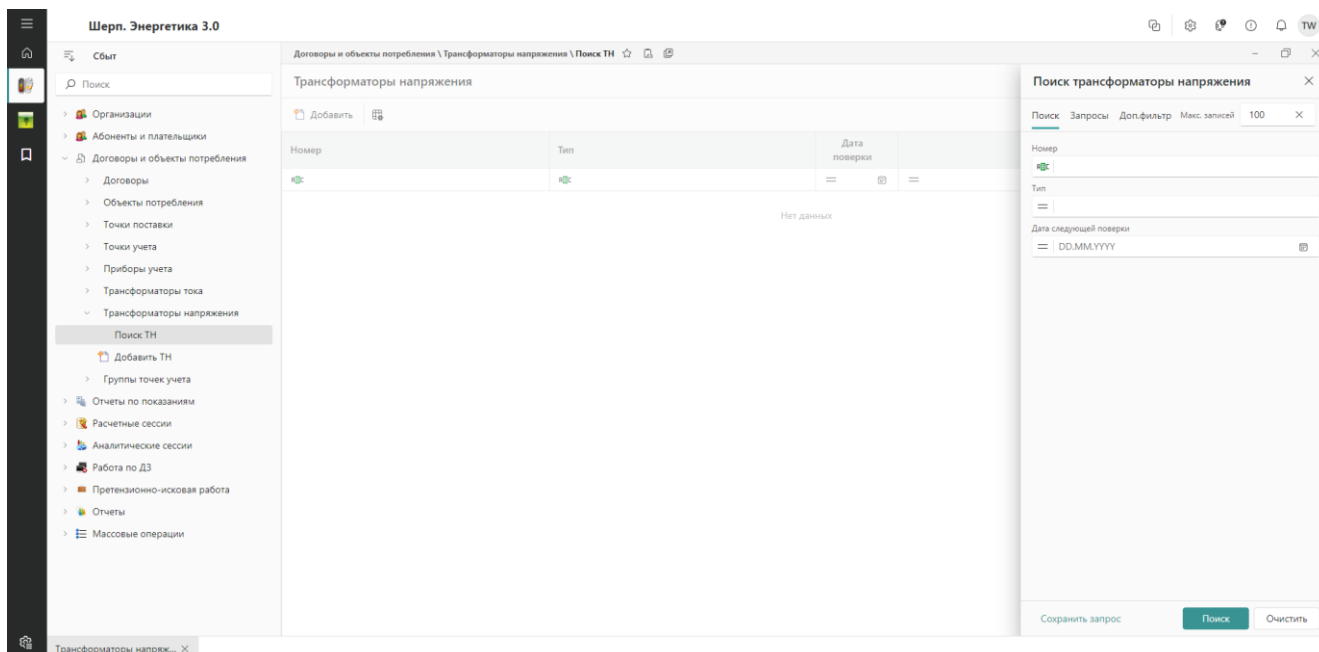 Шерп. Энергетика 3.0
TW
Сбыт
Поиск
Организации
Абоненты и плательщики
Договоры и объекты потребления
Договоры
Объекты потребления
Точки поставки
Точки учета
Приборы учета
Трансформаторы тока
Трансформаторы напряжения
Поиск ТН
Добавить ТН
Группы точек учета
Отчеты по показаниям
Расчетные сессии
Аналитические сессии
Работа по ДЗ
Претензионно-исковая работа
Отчеты
Массовые операции
Договоры и объекты потребления \ Трансформаторы напряжения \ Поиск ТН
Трансформаторы напряжения
Добавить
Номер Тип Дата
поверки
Нет данных
Поиск трансформаторы напряжения
Поиск Запросы Доп.фильтр Макс. записей 100
Номер
Тип
Дата следующей поверки
DD.MM.YYYY
Сохранить запрос Поиск Очистить
Трансформаторы напряж...